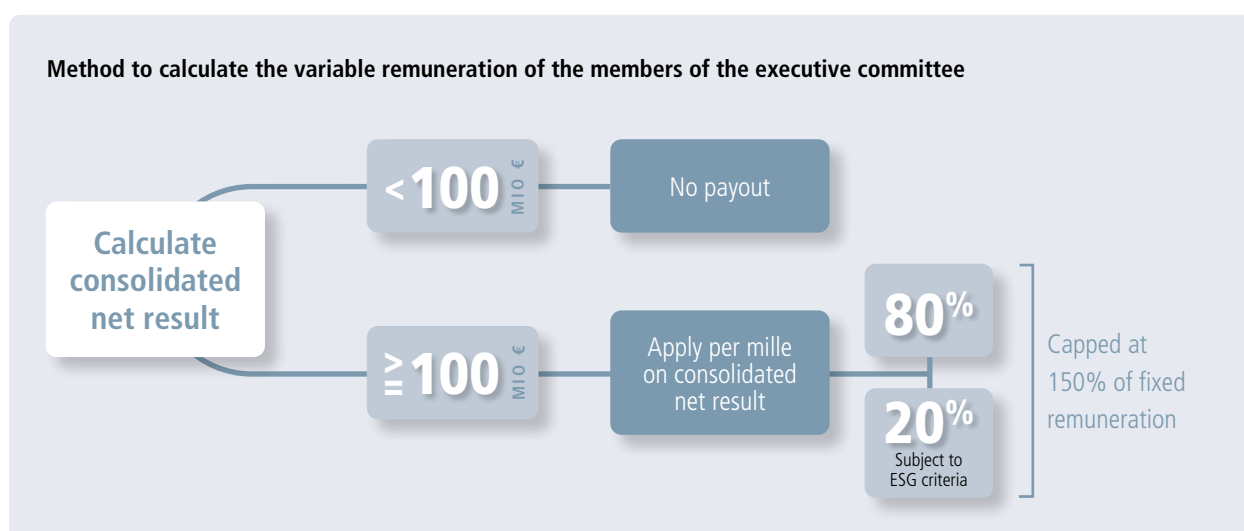 Method to calculate the variable remuneration of the members of the executive committee
Calculate
consolidated
net result
<100 MIO €
No payout
≧100 MIO €
Apply per mille
on consolidated
net result
80%
20%
Subject to
ESG criteria
Capped at
150% of fixed
remuneration